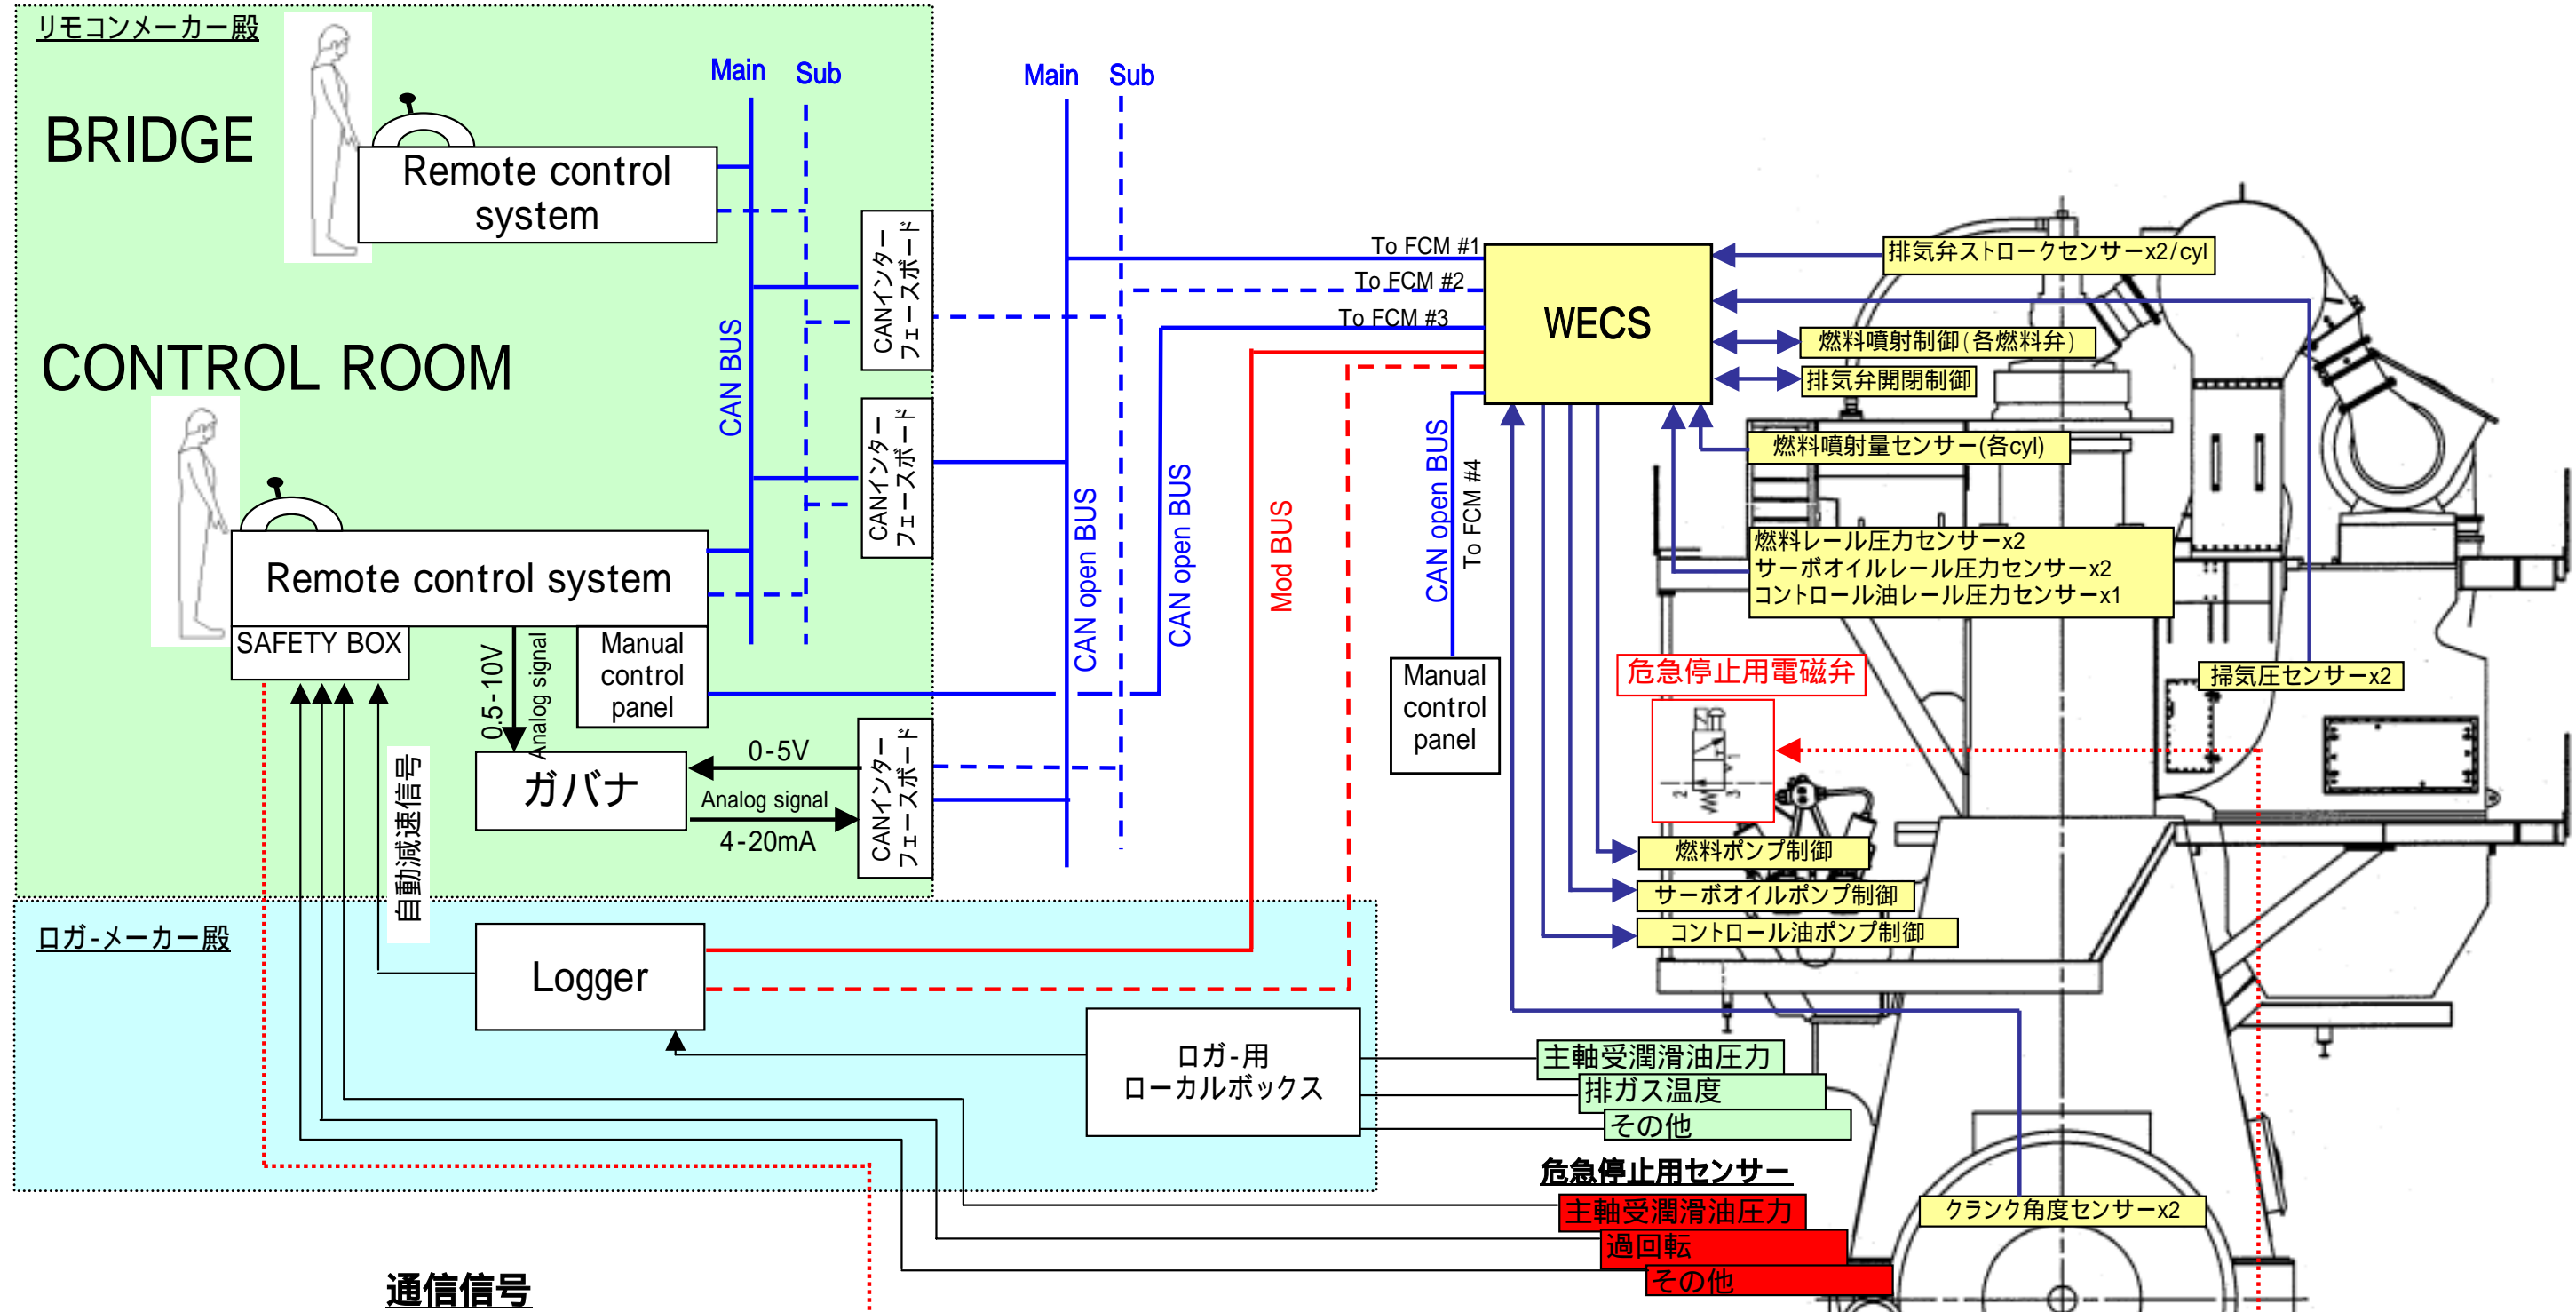 リモコンメーカー殿
BRIDGE
Remote control
system
Main
Sub
Main
Sub
CANインター
フェースボード
CONTROL ROOM
CAN BUS
CANインター
フェースボード
Remote control system
SAFETY BOX
Manual
control
panel
0.5-10V
Analog signal
ガバナ
0-5V
Analog signal
4-20mA
CANインター
フェースボード
自動減速信号
CAN open BUS
CAN open BUS
Mod BUS
CAN open BUS
To FCM #4
To FCM #1
To FCM #2
To FCM #3
WECS
Manual
control
panel
排気弁ストロークセンサーx2/cyl
燃料噴射制御(各燃料弁)
排気弁開閉制御
燃料噴射量センサー(各cyl)
燃料レール圧力センサーx2
サーボオイルレール圧力センサーx2
コントロール油レール圧力センサーx1
危急停止用電磁弁
2
3
1
掃気圧センサーx2
燃料ポンプ制御
サーボオイルポンプ制御
コントロール油ポンプ制御
ロガ-メーカー殿
Logger
ロガ-用
ローカルボックス
主軸受潤滑油圧力
排ガス温度
その他
危急停止用センサー
主軸受潤滑油圧力
過回転
その他
クランク角度センサーx2
通信信号